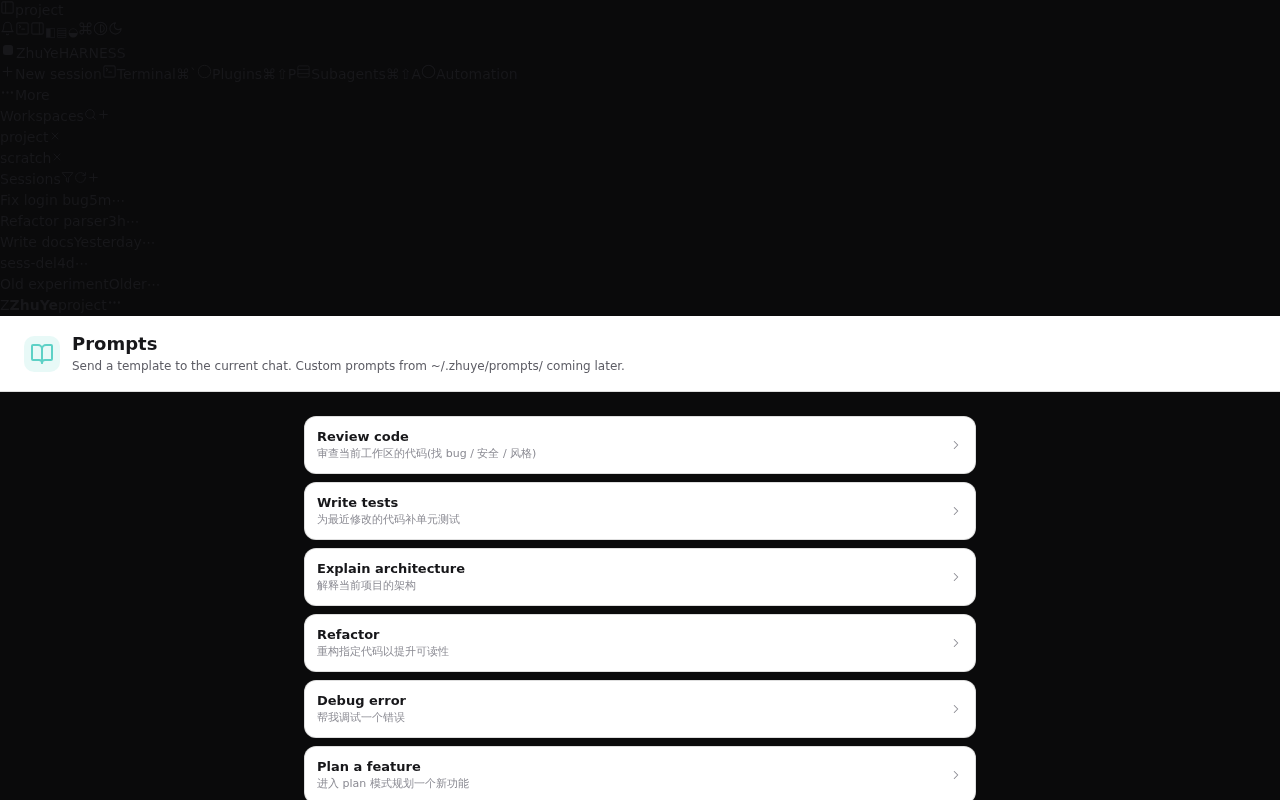 project
⌘
ZhuYeHARNESS
New sessionTerminal⌘`Plugins⌘⇧PSubagents⌘⇧AAutomation
More
Workspaces
project×
scratch×
Sessions
Fix login bug5m
Refactor parser3h
Write docsYesterday
sess-del4d
Old experimentOlder
ZZhuYeproject
Prompts
Send a template to the current chat. Custom prompts from ~/.zhuye/prompts/ coming later.
Review code
审查当前工作区的代码(找 bug / 安全 / 风格)
Write tests
为最近修改的代码补单元测试
Explain architecture
解释当前项目的架构
Refactor
重构指定代码以提升可读性
Debug error
帮我调试一个错误
Plan a feature
进入 plan 模式规划一个新功能